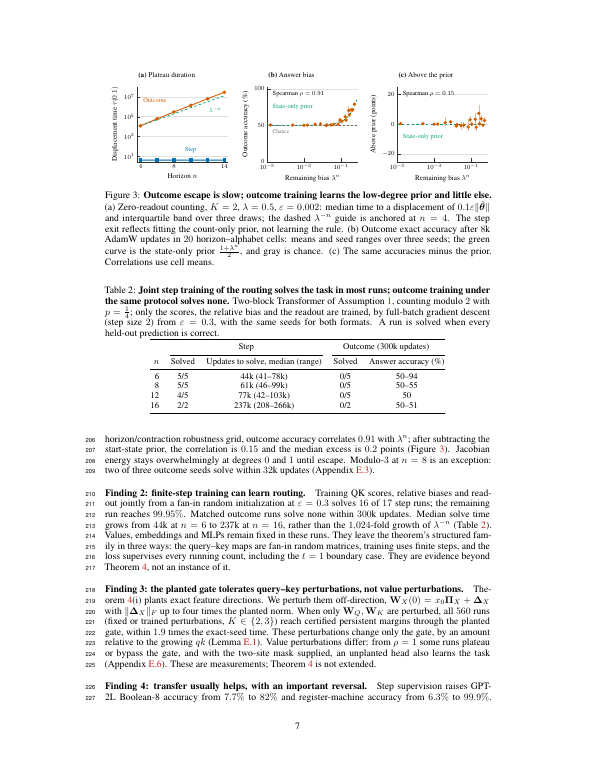 (a) Plateau duration
(b) Answer bias
(c) Above the prior
Displacement time τ(0.1)
10⁷
10⁵
10³
10¹
Outcome
λ⁻ⁿ
Step
4 8 14
Horizon n
Outcome accuracy (%)
100
50
0
Spearman ρ = 0.91
State-only prior
Chance
10⁻⁵ 10⁻³ 10⁻¹
Remaining bias λⁿ
Above prior (points)
20
0
−20
Spearman ρ = 0.15
State-only prior
10⁻⁵ 10⁻³ 10⁻¹
Remaining bias λⁿ
Figure 3: Outcome escape is slow; outcome training learns the low-degree prior and little else.
(a) Zero-readout counting, K = 2, λ = 0.5, ε = 0.002: median time to a displacement of 0.1ε‖θ̄‖
and interquartile band over three draws; the dashed λ⁻ⁿ guide is anchored at n = 4. The step
exit reflects fitting the count-only prior, not learning the rule. (b) Outcome exact accuracy after 8k
AdamW updates in 20 horizon–alphabet cells: means and seed ranges over three seeds; the green
curve is the state-only prior (1+λⁿ)/2, and gray is chance. (c) The same accuracies minus the prior.
Correlations use cell means.
Table 2: Joint step training of the routing solves the task in most runs; outcome training under
the same protocol solves none. Two-block Transformer of Assumption 1, counting modulo 2 with
p = 1/4; only the scores, the relative bias and the readout are trained, by full-batch gradient descent
(step size 2) from ε = 0.3, with the same seeds for both formats. A run is solved when every
held-out prediction is correct.
Step Outcome (300k updates)
n Solved Updates to solve, median (range) Solved Answer accuracy (%)
6 5/5 44k (41–78k) 0/5 50–94
8 5/5 61k (46–99k) 0/5 50–55
12 4/5 77k (42–103k) 0/5 50
16 2/2 237k (208–266k) 0/2 50–51
206 horizon/contraction robustness grid, outcome accuracy correlates 0.91 with λⁿ; after subtracting the
207 start-state prior, the correlation is 0.15 and the median excess is 0.2 points (Figure 3). Jacobian
208 energy stays overwhelmingly at degrees 0 and 1 until escape. Modulo-3 at n = 8 is an exception:
209 two of three outcome seeds solve within 32k updates (Appendix E.3).
210 Finding 2: finite-step training can learn routing. Training QK scores, relative biases and read-
211 out jointly from a fan-in random initialization at ε = 0.3 solves 16 of 17 step runs; the remaining
212 run reaches 99.95%. Matched outcome runs solve none within 300k updates. Median solve time
213 grows from 44k at n = 6 to 237k at n = 16, rather than the 1,024-fold growth of λ⁻ⁿ (Table 2).
214 Values, embeddings and MLPs remain fixed in these runs. They leave the theorem's structured fam-
215 ily in three ways: the query–key maps are fan-in random matrices, training uses finite steps, and the
216 loss supervises every running count, including the t = 1 boundary case. They are evidence beyond
217 Theorem 4, not an instance of it.
218 Finding 3: the planted gate tolerates query–key perturbations, not value perturbations. The-
219 orem 4(i) plants exact feature directions. We perturb them off-direction, W_X(0) = x₀Π_X + Δ_X
220 with ‖Δ_X‖_F up to four times the planted norm. When only W_Q, W_K are perturbed, all 560 runs
221 (fixed or trained perturbations, K ∈ {2, 3}) reach certified persistent margins through the planted
222 gate, within 1.9 times the exact-seed time. These perturbations change only the gate, by an amount
223 relative to the growing qk (Lemma E.1). Value perturbations differ: from ρ = 1 some runs plateau
224 or bypass the gate, and with the two-site mask supplied, an unplanted head also learns the task
225 (Appendix E.6). These are measurements; Theorem 4 is not extended.
226 Finding 4: transfer usually helps, with an important reversal. Step supervision raises GPT-
227 2L Boolean-8 accuracy from 7.7% to 82% and register-machine accuracy from 6.3% to 99.9%.
7